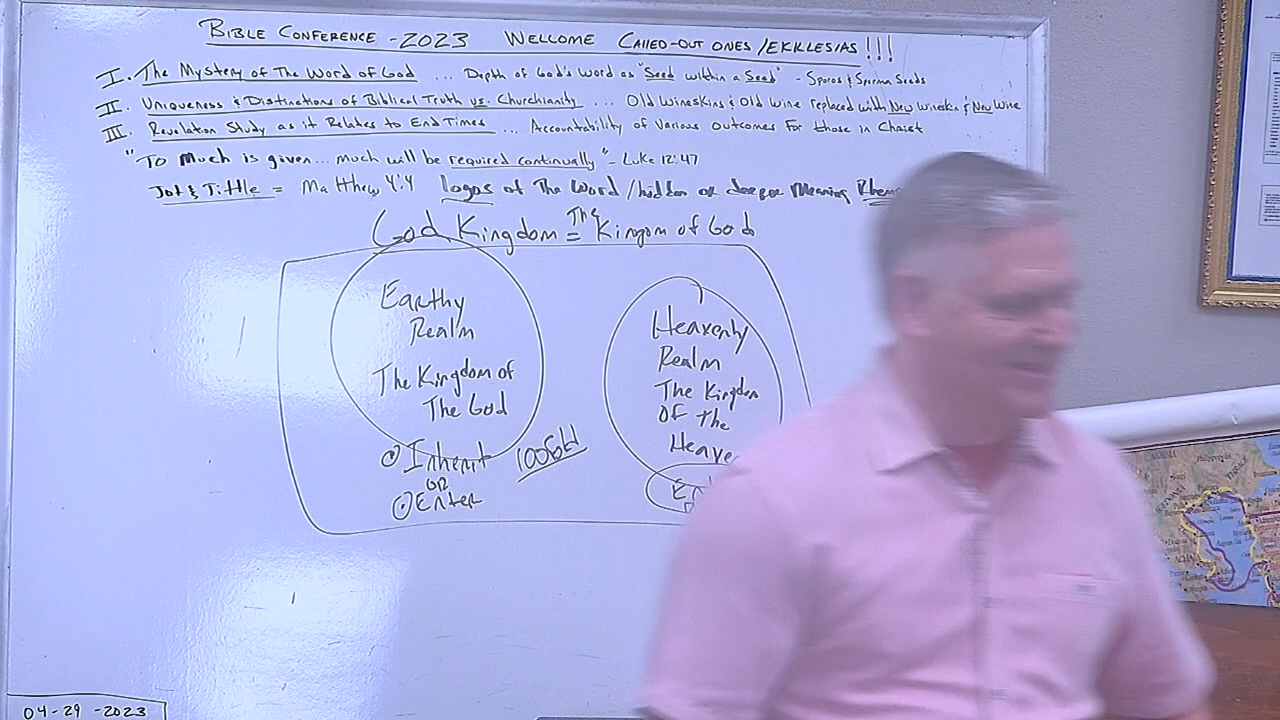 BIBLE CONFERENCE - 2023 WELCOME CALLED-OUT ONES/EKKLESIAS!!!
I. The Mystery of The Word of God ... Depth of God's Word as "Seed within a Seed" - Sporos & Sperma Seeds
II. Uniqueness & Distinctions of Biblical Truth vs. Churchianity ... Old Wineskins & Old Wine replaced with New Wineskin & New Wine
III. Revelation Study as it Relates to End Times ... Accountability of Various Outcomes For those in Christ
"To Much is given... much will be required continually" - Luke 12:47
Jot & Tittle = Matthew 4:4 logos of The Word/hidden or deeper Meaning
God Kingdom = The Kingom of God
Earthy
Realm
The Kingdom of
The God
Inherit
OR
Enter
100fold
Heavenly
Realm
The Kingdom
Of the
04-29-2023